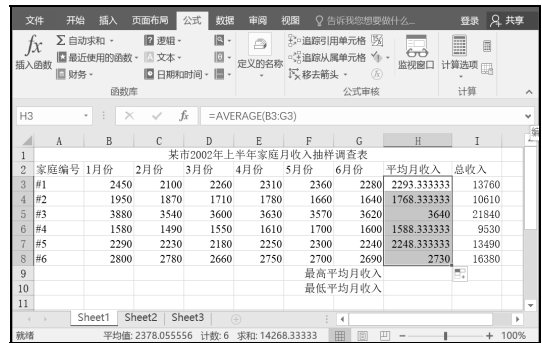 文件 开始 插入 页面布局 公式 数据 审阅 视图 告诉我您想要做什么... 登录 共享
fx 插入函数
Σ 自动求和
最近使用的函数
财务
逻辑
文本
日期和时间
函数库
定义的名称
追踪引用单元格
追踪从属单元格
移去箭头
公式审核
监视窗口
计算选项
计算
H3 fx =AVERAGE(B3:G3)
A B C D E F G H I
1 某市2002年上半年家庭月收入抽样调查表
2 家庭编号 1月份 2月份 3月份 4月份 5月份 6月份 平均月收入 总收入
3 #1 2450 2100 2260 2310 2360 2280 2293.333333 13760
4 #2 1950 1870 1710 1780 1660 1640 1768.333333 10610
5 #3 3880 3540 3600 3630 3570 3620 3640 21840
6 #4 1580 1490 1550 1610 1700 1600 1588.333333 9530
7 #5 2290 2230 2180 2250 2300 2240 2248.333333 13490
8 #6 2800 2780 2660 2750 2700 2690 2730 16380
9 最高平均月收入
10 最低平均月收入
11
Sheet1 Sheet2 Sheet3
就绪 平均值: 2378.055556 计数: 6 求和: 14268.33333 100%